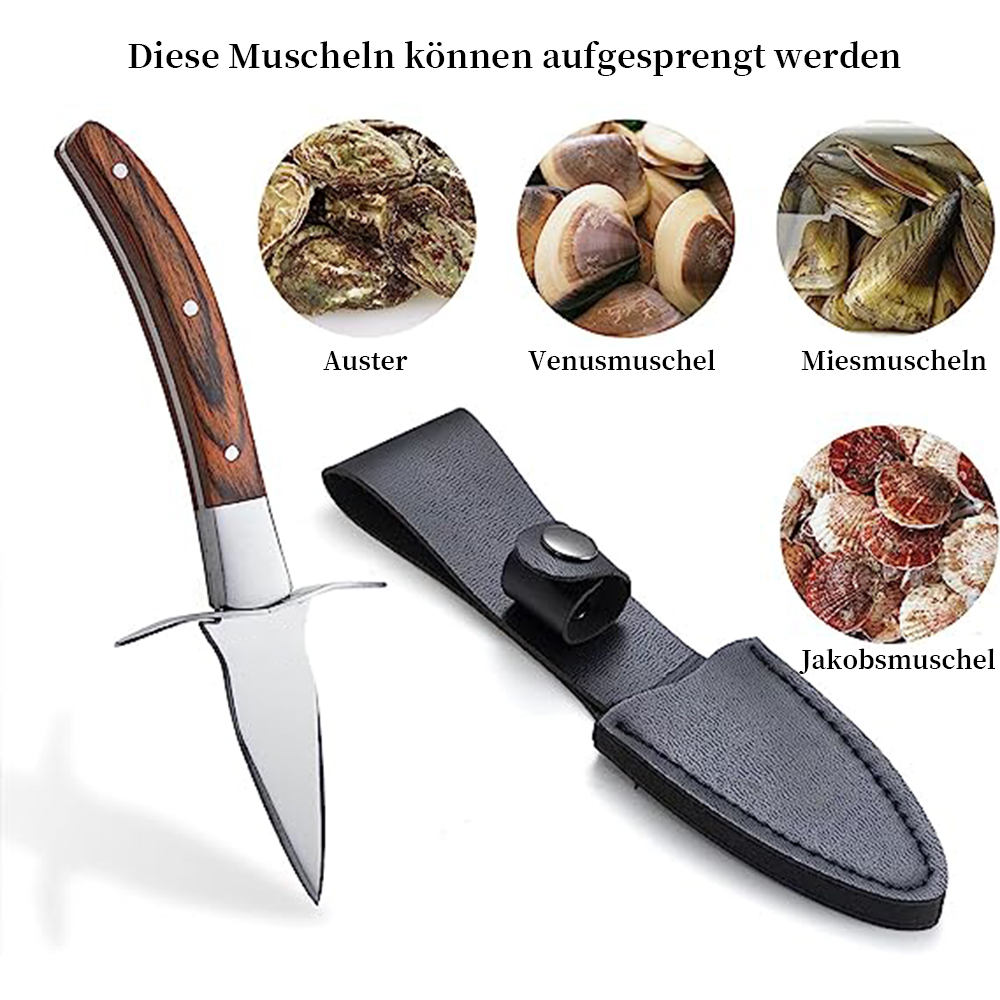 Diese Muscheln können aufgesprengt werden
Auster
Venusmuschel
Miesmuscheln
Jakobsmuschel